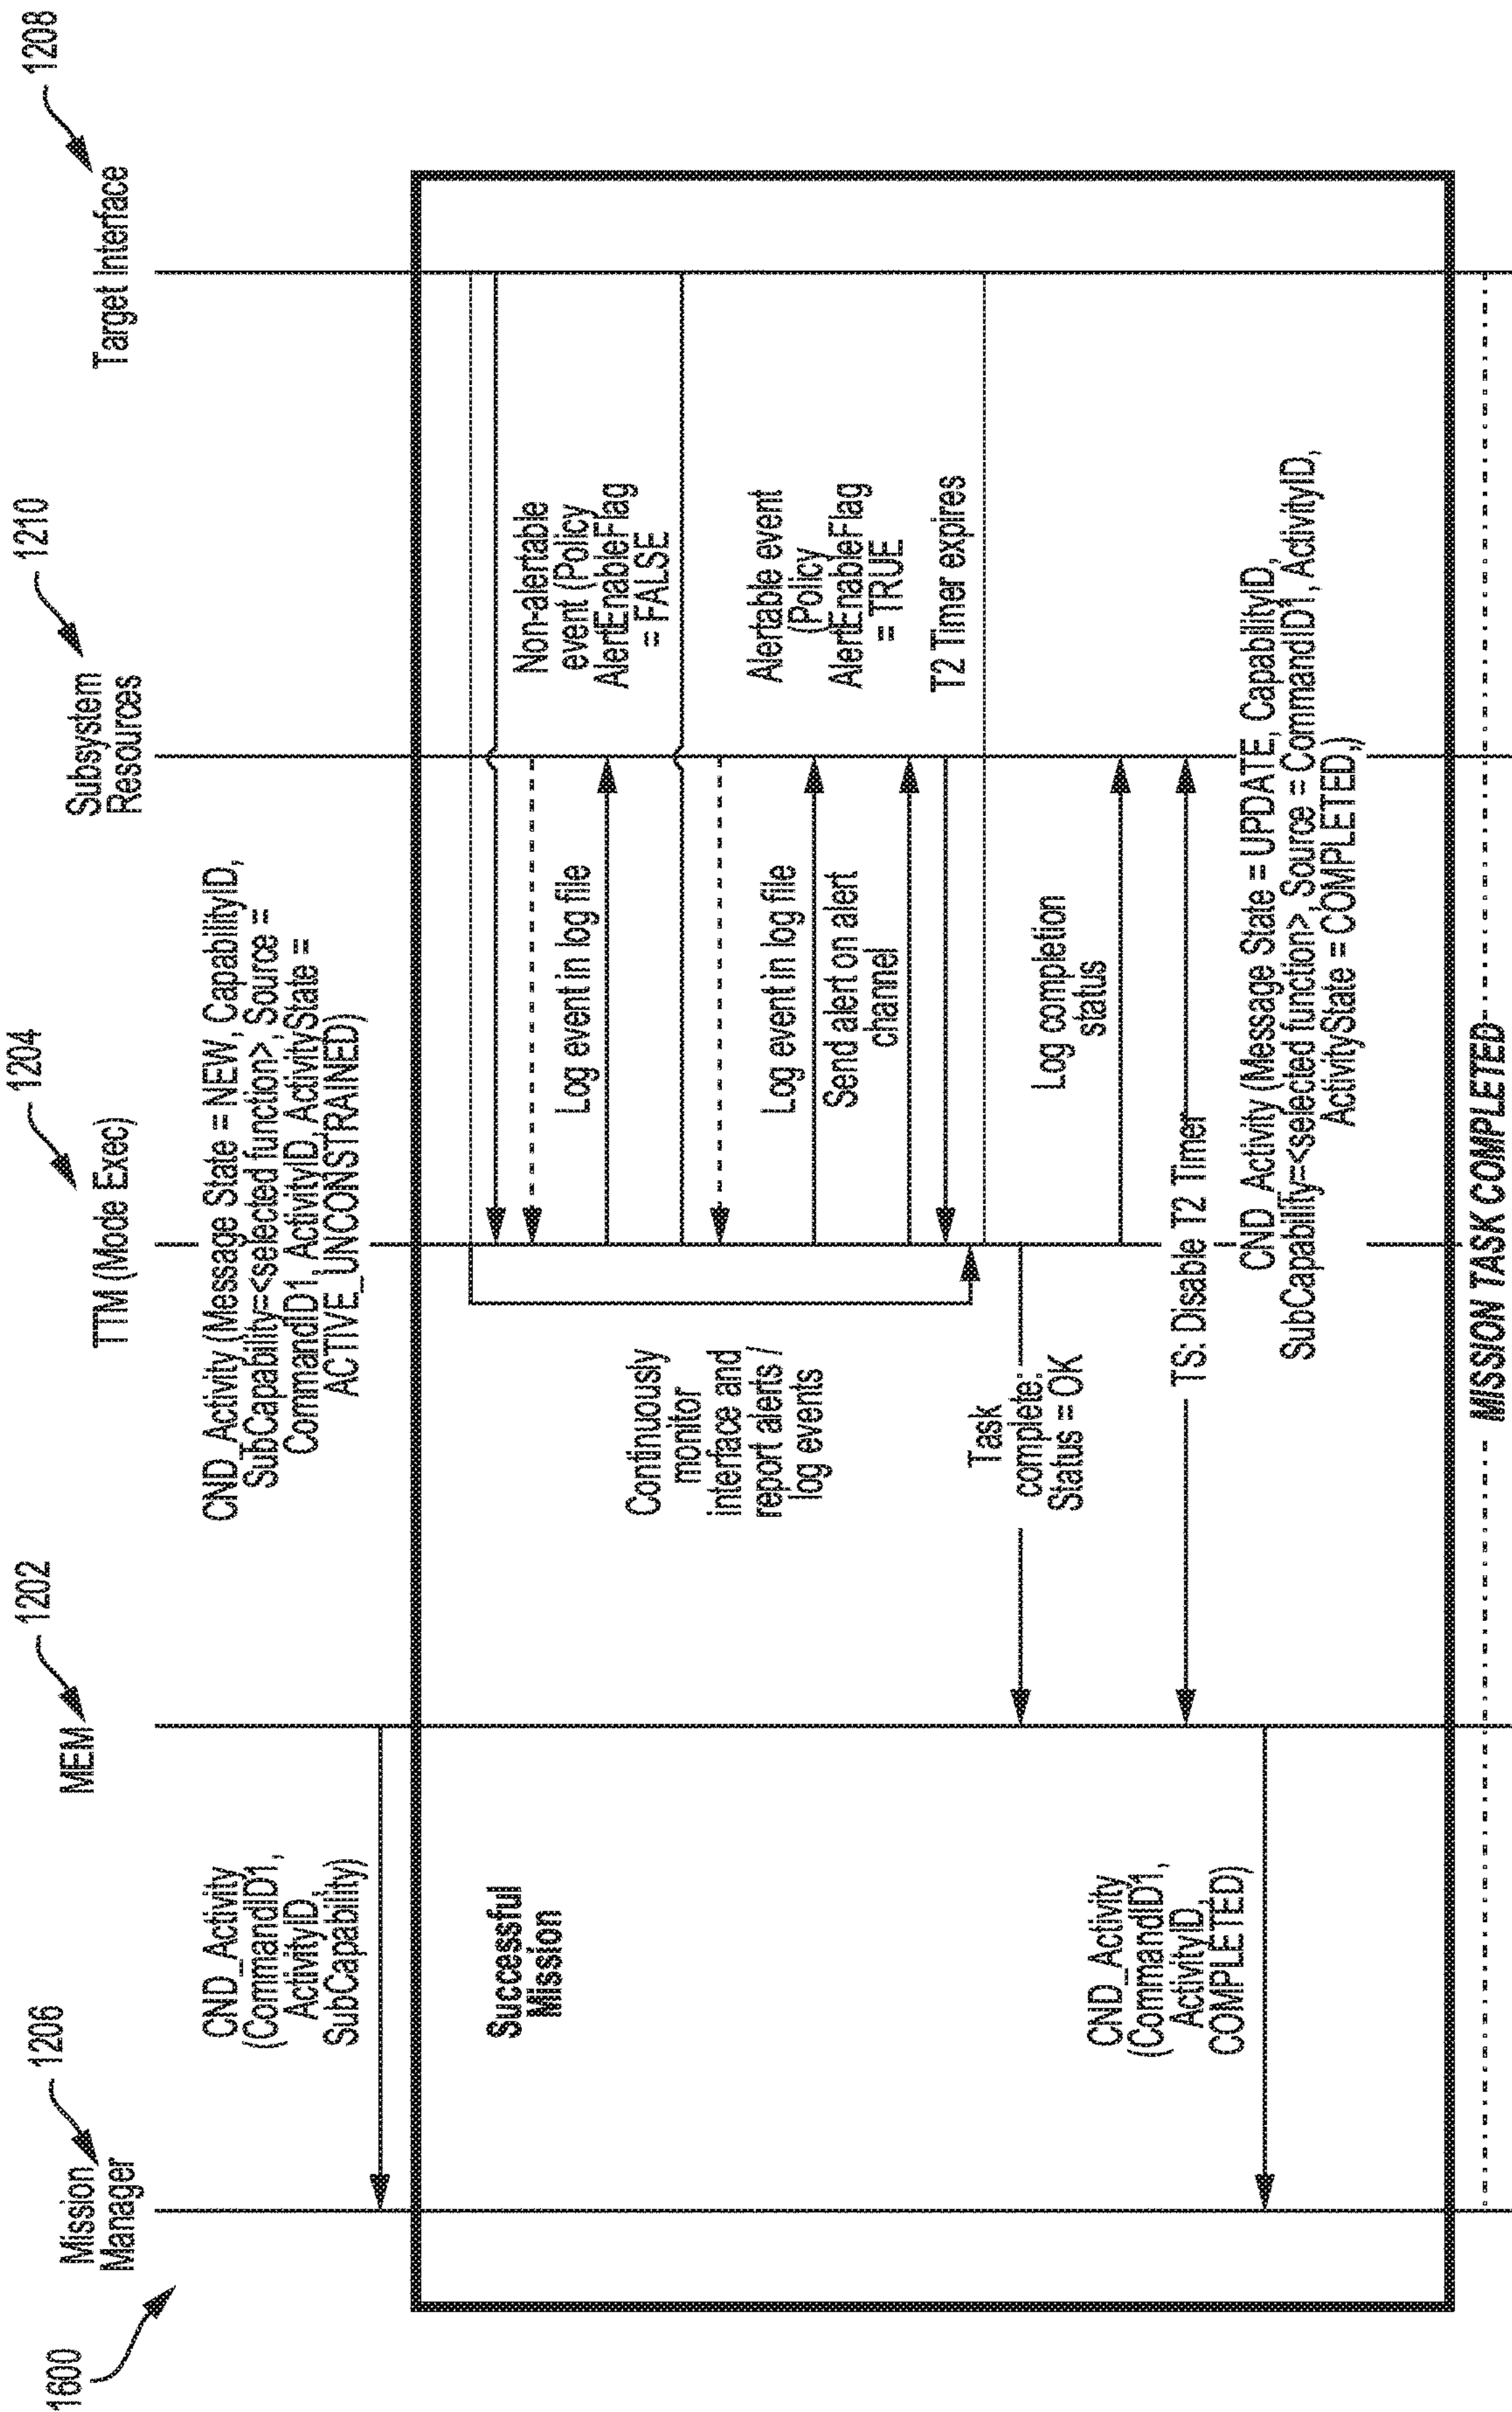 1600
Mission
Manager
1206
MEM
1202
TTM (Mode Exec)
1204
Subsystem
Resources
1210
Target Interface
1208
CND_Activity
(CommandID1,
ActivityID,
SubCapability)
CND_Activity (Message State = NEW, CapabilityID,
SubCapability=<selected function>, Source =
CommandID1, ActivityID, ActivityState =
ACTIVE_UNCONSTRAINED)
Successful
Mission
Non-alertable
event (Policy
AlertEnableFlag
= FALSE
Log event in log file
Continuously
monitor
interface and
report alerts /
log events
Alertable event
(Policy
AlertEnableFlag
= TRUE
Log event in log file
Send alert on alert
channel
T2 Timer expires
Task
complete:
Status = OK
Log completion
status
TS: Disable T2 Timer
CND_Activity
(CommandID1,
ActivityID,
COMPLETED)
CND_Activity (Message State = UPDATE, CapabilityID,
SubCapability=<selected function>, Source = CommandID1, ActivityID,
ActivityState = COMPLETED,)
MISSION TASK COMPLETED